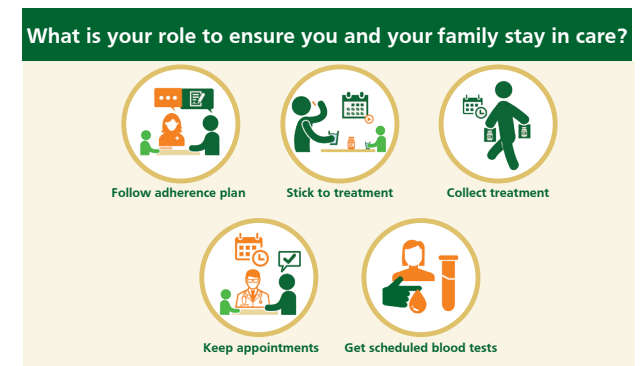 What is your role to ensure you and your family stay in care?
Follow adherence plan
Stick to treatment
Collect treatment
Keep appointments
Get scheduled blood tests